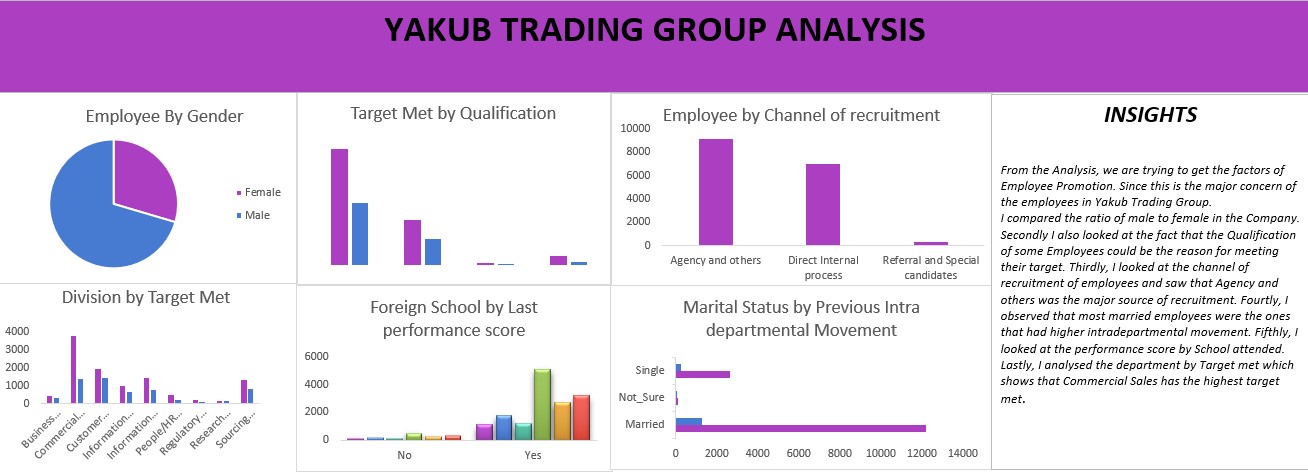 YAKUB TRADING GROUP ANALYSIS
Employee By Gender
Female
Male
Target Met by Qualification
Employee by Channel of recruitment
10000
8000
6000
4000
2000
0
Agency and others
Direct Internal
process
Referral and Special
candidates
INSIGHTS
From the Analysis, we are trying to get the factors of
Employee Promotion. Since this is the major concern of
the employees in Yakub Trading Group.
I compared the ratio of male to female in the Company.
Secondly I also looked at the fact that the Qualification
of some Employees could be the reason for meeting
their target. Thirdly, I looked at the channel of
recruitment of employees and saw that Agency and
others was the major source of recruitment. Fourtly, I
observed that most married employees were the ones
that had higher intradepartmental movement. Fifthly, I
looked at the performance score by School attended.
Lastly, I analysed the department by Target met which
shows that Commercial Sales has the highest target
met.
Division by Target Met
4000
3000
2000
1000
0
Business...
Commercial...
Customer...
Information...
Information...
People/HR...
Regulatory...
Research...
Sourcing...
Foreign School by Last
performance score
6000
4000
2000
0
No
Yes
Marital Status by Previous Intra
departmental Movement
Single
Not_Sure
Married
0
2000
4000
6000
8000
10000
12000
14000